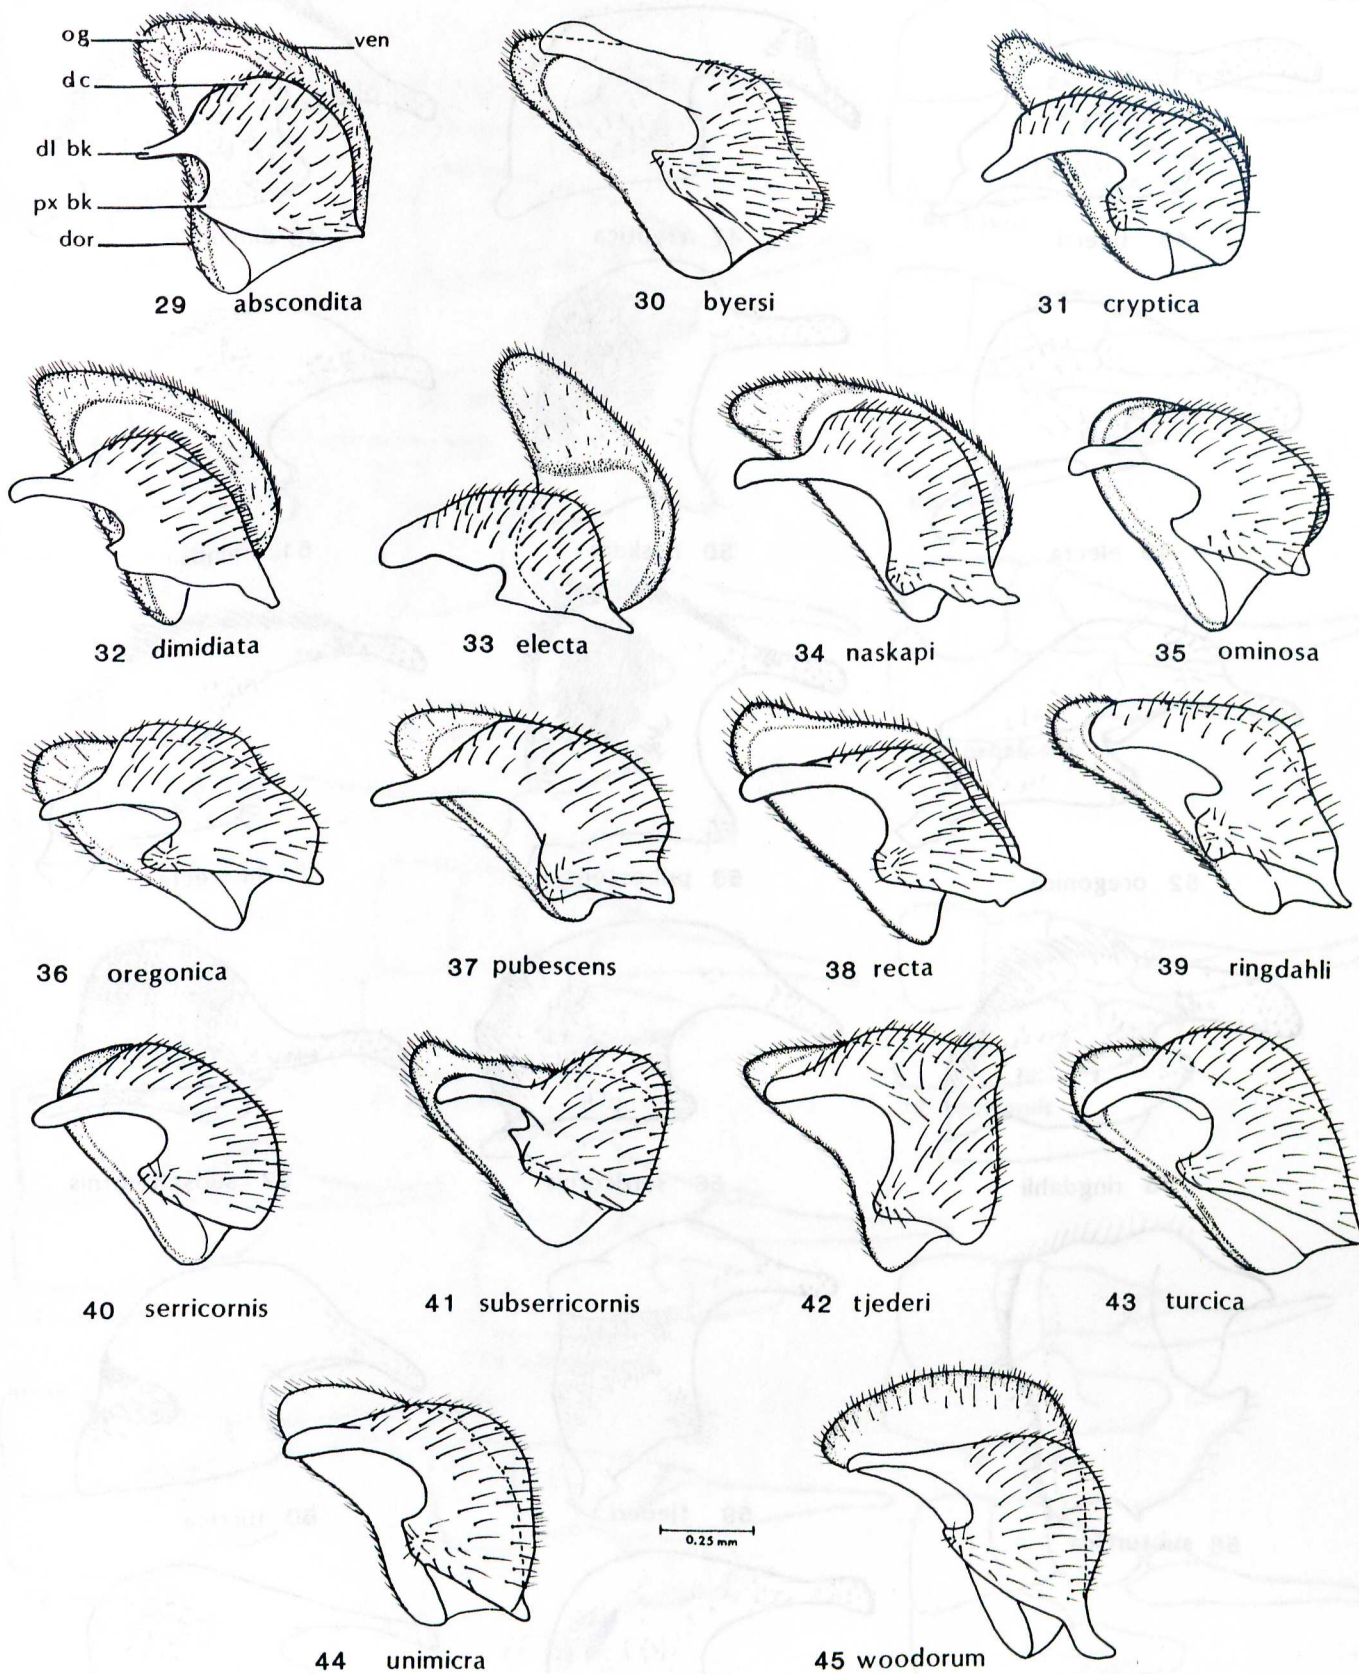 og
ven
dc
dl bk
px bk
dor
29 abscondita
30 byersi
31 cryptica
32 dimidiata
33 electa
34 naskapi
35 ominosa
36 oregonica
37 pubescens
38 recta
39 ringdahli
40 serricornis
41 subserricornis
42 tjederi
43 turcica
0.25 mm
44 unimicra
45 woodorum